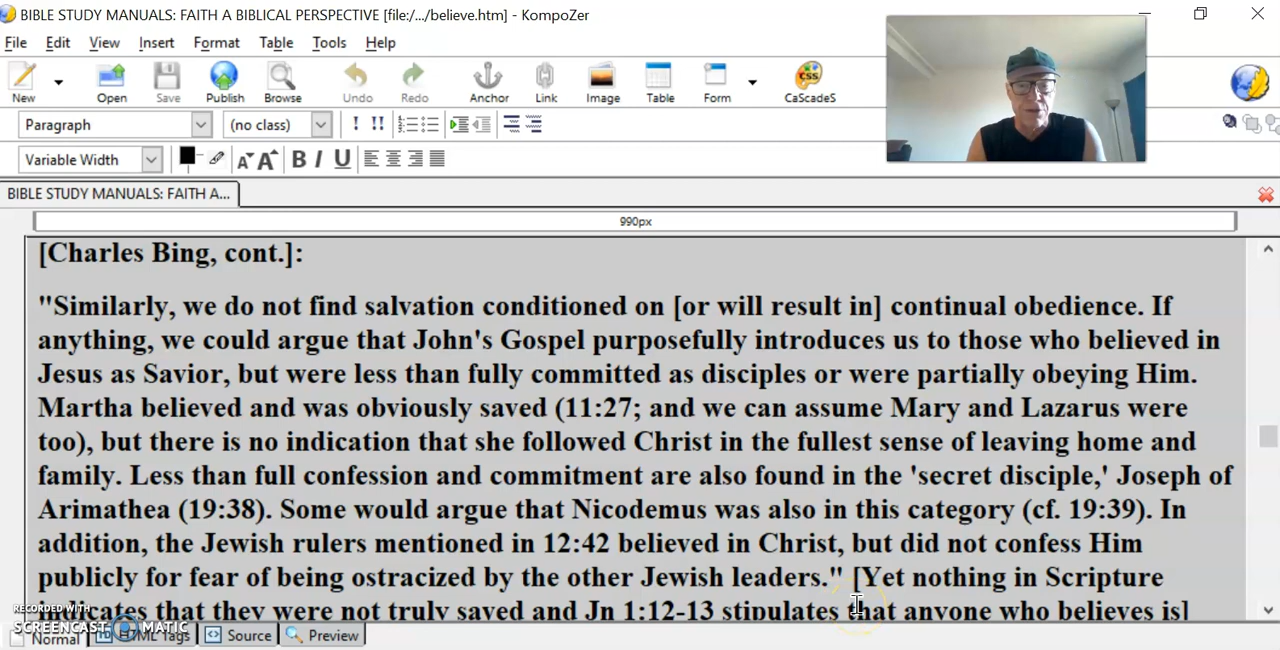 BIBLE STUDY MANUALS: FAITH A BIBLICAL PERSPECTIVE [file:/.../believe.htm] - KompoZer
File Edit View Insert Format Table Tools Help
New Open Save Publish Browse Undo Redo Anchor Link Image Table Form CaScadeS
Paragraph (no class) ! !!
Variable Width A A B I U
BIBLE STUDY MANUALS: FAITH A...
990px
[Charles Bing, cont.]:
"Similarly, we do not find salvation conditioned on [or will result in] continual obedience. If
anything, we could argue that John's Gospel purposefully introduces us to those who believed in
Jesus as Savior, but were less than fully committed as disciples or were partially obeying Him.
Martha believed and was obviously saved (11:27; and we can assume Mary and Lazarus were
too), but there is no indication that she followed Christ in the fullest sense of leaving home and
family. Less than full confession and commitment are also found in the 'secret disciple,' Joseph of
Arimathea (19:38). Some would argue that Nicodemus was also in this category (cf. 19:39). In
addition, the Jewish rulers mentioned in 12:42 believed in Christ, but did not confess Him
publicly for fear of being ostracized by the other Jewish leaders." [Yet nothing in Scripture
indicates that they were not truly saved and Jn 1:12-13 stipulates that anyone who believes is]
RECORDED WITH
SCREENCAST MATIC
Normal HTML Tags Source Preview